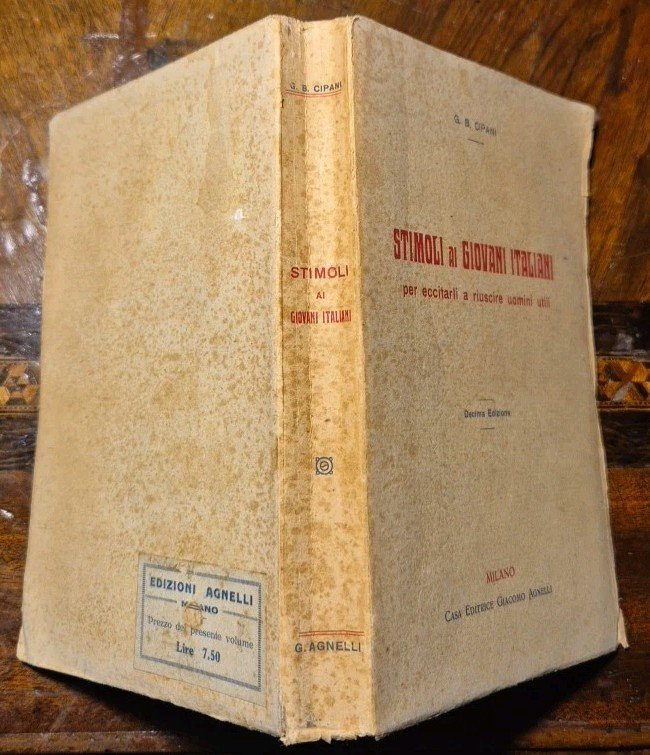 EDIZIONI AGNELLI
MILANO
Prezzo del presente volume
Lire 7.50
G. B. CIPANI
STIMOLI
AI
GIOVANI ITALIANI
G. AGNELLI
G. B. CIPANI
STIMOLI ai GIOVANI ITALIANI
per eccitarli a riuscire uomini utili
Decima Edizione
MILANO
CASA EDITRICE GIACOMO AGNELLI